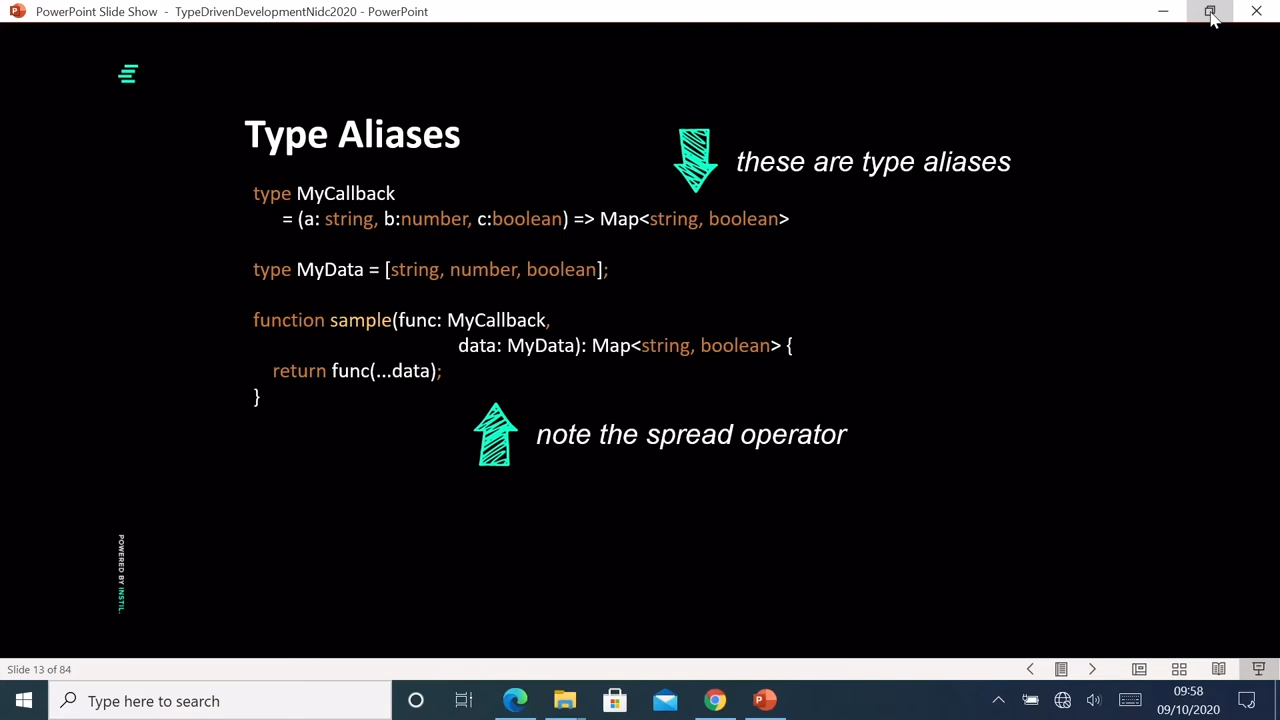 PowerPoint Slide Show - TypeDrivenDevelopmentNidc2020 - PowerPoint
Type Aliases
these are type aliases
type MyCallback
= (a: string, b:number, c:boolean) => Map<string, boolean>
type MyData = [string, number, boolean];
function sample(func: MyCallback,
data: MyData): Map<string, boolean> {
return func(...data);
}
note the spread operator
POWERED BY INSTIL.
Slide 13 of 84
Type here to search
09:58
09/10/2020